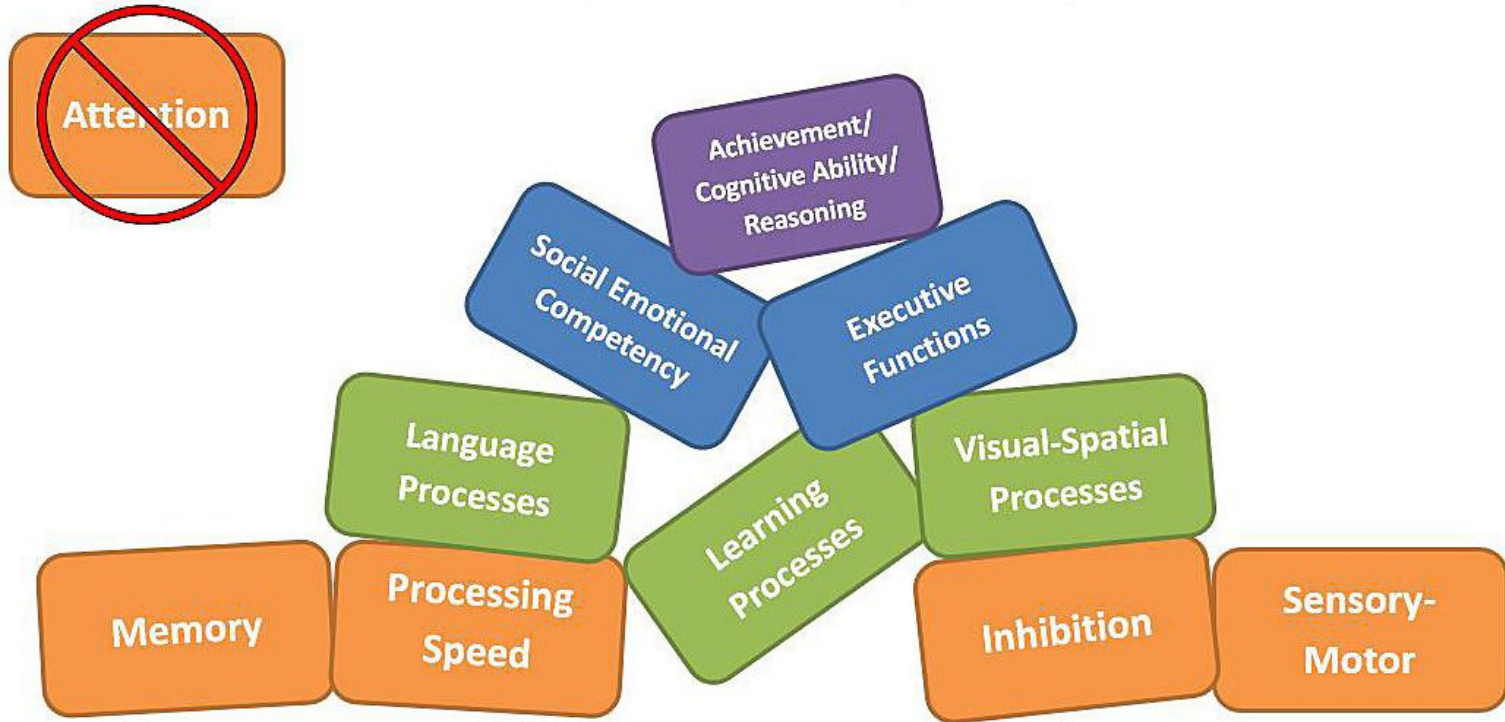 Attention
Achievement/
Cognitive Ability/
Reasoning
Social Emotional
Competency
Executive
Functions
Language
Processes
Learning
Processes
Visual-Spatial
Processes
Memory
Processing
Speed
Inhibition
Sensory-
Motor